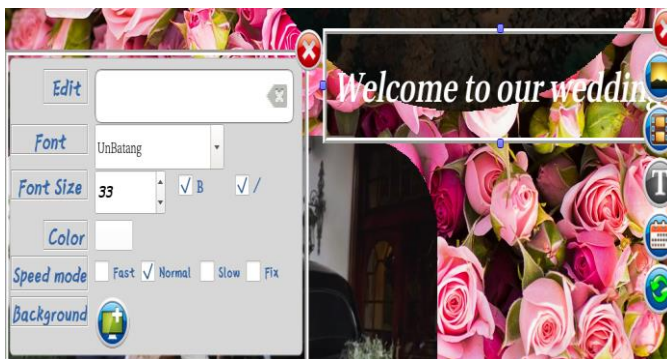 Edit
Font
UnBatang
Font Size
33
B
/
Color
Speed mode
Fast
Normal
Slow
Fix
Background
Welcome to our wedding
T